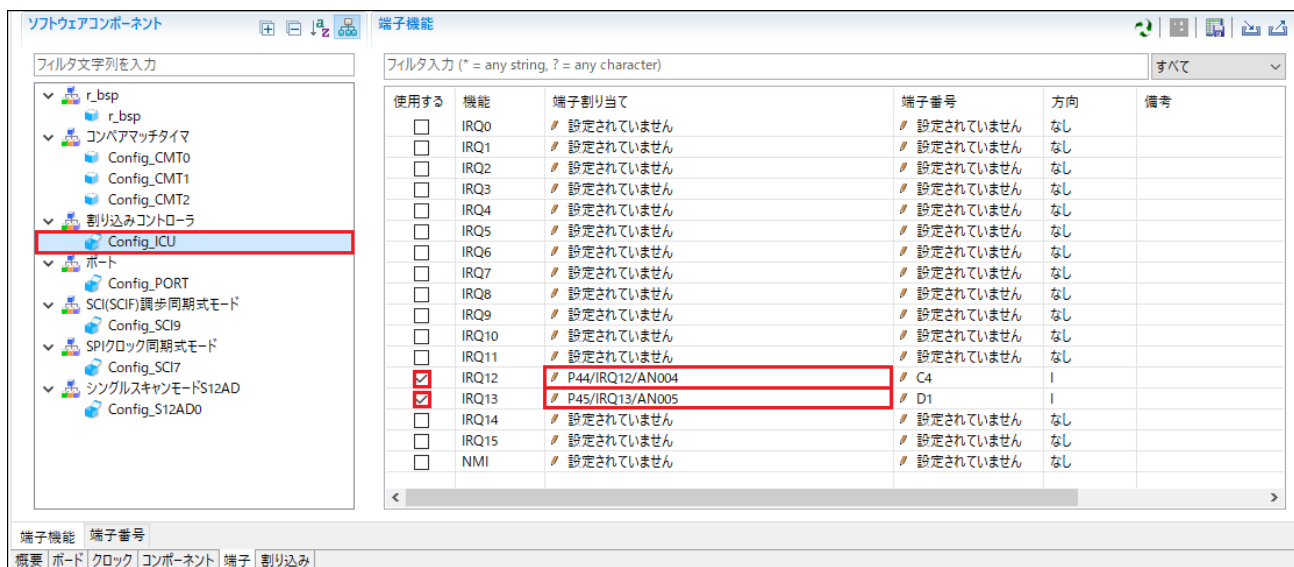 ソフトウェアコンポーネント
フィルタ文字列を入力
r_bsp
r_bsp
コンペアマッチタイマ
Config_CMT0
Config_CMT1
Config_CMT2
割り込みコントローラ
Config_ICU
ポート
Config_PORT
SCI(SCIF)調歩同期式モード
Config_SCI9
SPIクロック同期式モード
Config_SCI7
シングルスキャンモードS12AD
Config_S12AD0
端子機能
フィルタ入力 (* = any string, ? = any character)
すべて
使用する 機能 端子割り当て 端子番号 方向 備考
IRQ0 設定されていません 設定されていません なし
IRQ1 設定されていません 設定されていません なし
IRQ2 設定されていません 設定されていません なし
IRQ3 設定されていません 設定されていません なし
IRQ4 設定されていません 設定されていません なし
IRQ5 設定されていません 設定されていません なし
IRQ6 設定されていません 設定されていません なし
IRQ7 設定されていません 設定されていません なし
IRQ8 設定されていません 設定されていません なし
IRQ9 設定されていません 設定されていません なし
IRQ10 設定されていません 設定されていません なし
IRQ11 設定されていません 設定されていません なし
IRQ12 P44/IRQ12/AN004 C4 I
IRQ13 P45/IRQ13/AN005 D1 I
IRQ14 設定されていません 設定されていません なし
IRQ15 設定されていません 設定されていません なし
NMI 設定されていません 設定されていません なし
端子機能 端子番号
概要 ボード クロック コンポーネント 端子 割り込み